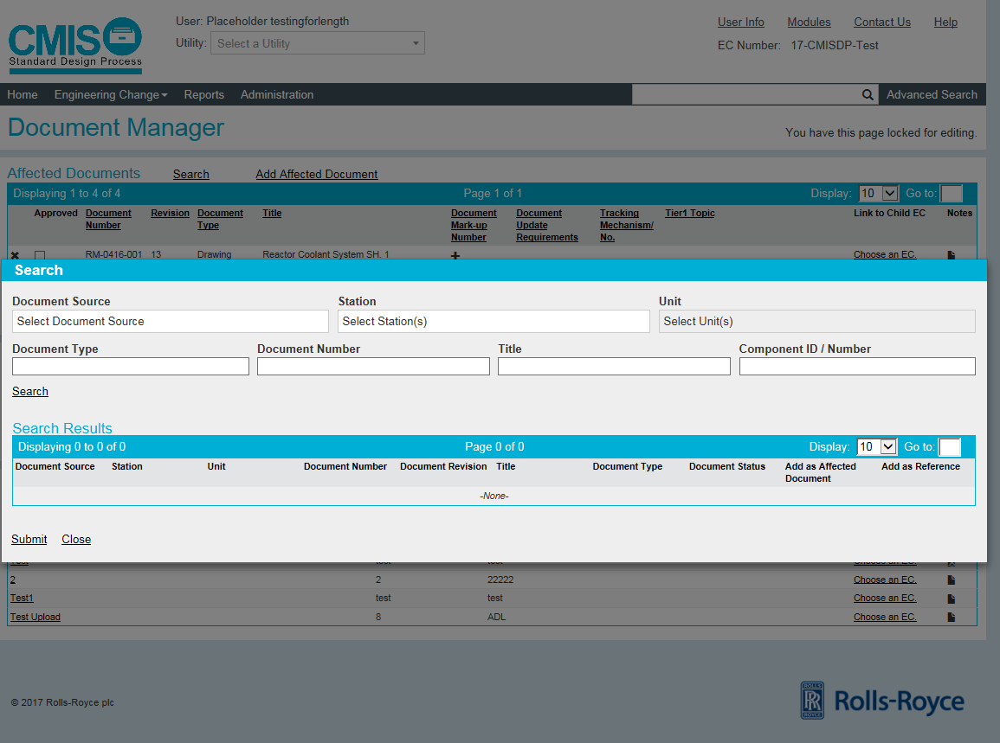 CMIS
Standard Design Process
User: Placeholder testingforlength
Utility: Select a Utility
User Info Modules Contact Us Help
EC Number: 17-CMISDP-Test
Home Engineering Change Reports Administration Advanced Search
Document Manager
You have this page locked for editing.
Affected Documents Search Add Affected Document
Displaying 1 to 4 of 4 Page 1 of 1 Display: 10 Go to:
Approved Document Number Revision Document Type Title Document Mark-up Number Document Update Requirements Tracking Mechanism/ No. Tier1 Topic Link to Child EC Notes
RM-0416-001 13 Drawing Reactor Coolant System SH. 1 Choose an EC.
Search
Document Source Station Unit
Select Document Source Select Station(s) Select Unit(s)
Document Type Document Number Title Component ID / Number
Search
Search Results
Displaying 0 to 0 of 0 Page 0 of 0 Display: 10 Go to:
Document Source Station Unit Document Number Document Revision Title Document Type Document Status Add as Affected Document Add as Reference
-None-
Submit Close
2 2 22222 Choose an EC.
Test1 test test Choose an EC.
Test Upload 8 ADL Choose an EC.
© 2017 Rolls-Royce plc
ROLLS
RR
ROYCE
Rolls-Royce